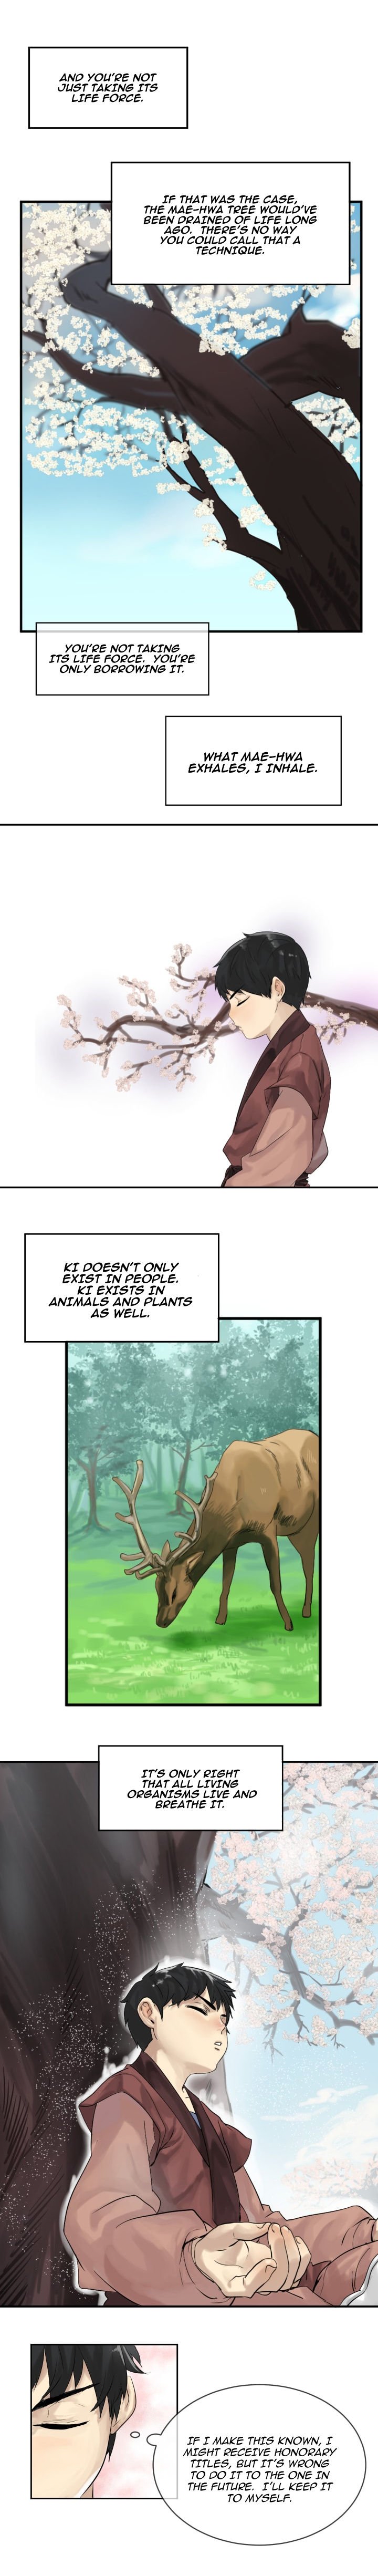 AND YOU'RE NOT
JUST TAKING ITS
LIFE FORCE.
IF THAT WAS THE CASE,
THE MAE-HWA TREE WOULD'VE
BEEN DRAINED OF LIFE LONG
AGO. THERE'S NO WAY
YOU COULD CALL THAT A
TECHNIQUE.
YOU'RE NOT TAKING
ITS LIFE FORCE. YOU'RE
ONLY BORROWING IT.
WHAT MAE-HWA
EXHALES, I INHALE.
KI DOESN'T ONLY
EXIST IN PEOPLE.
KI EXISTS IN
ANIMALS AND PLANTS
AS WELL.
IT'S ONLY RIGHT
THAT ALL LIVING
ORGANISMS LIVE AND
BREATHE IT.
IF I MAKE THIS KNOWN, I
MIGHT RECEIVE HONORARY
TITLES, BUT IT'S WRONG
TO DO IT TO THE ONE IN
THE FUTURE. I'LL KEEP IT
TO MYSELF.